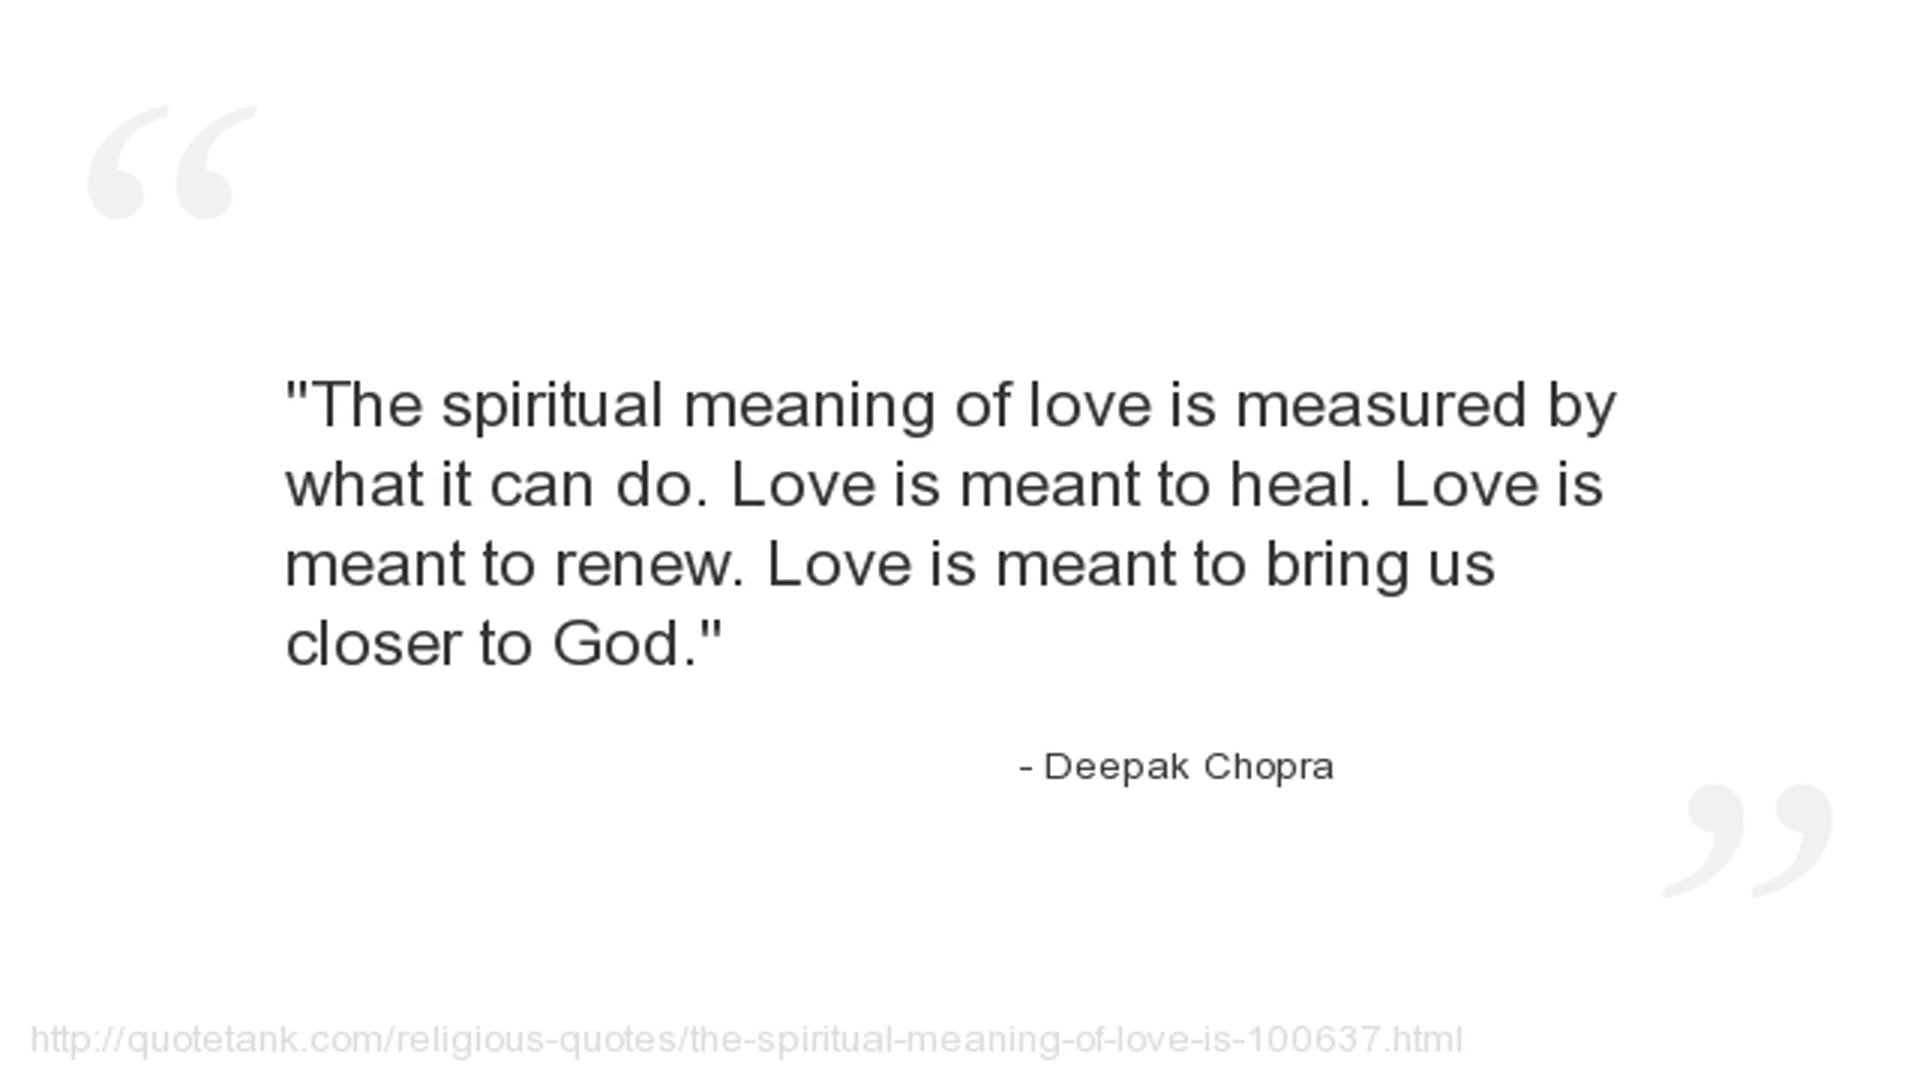 "The spiritual meaning of love is measured by
what it can do. Love is meant to heal. Love is
meant to renew. Love is meant to bring us
closer to God."
- Deepak Chopra
http://quotetank.com/religious-quotes/the-spiritual-meaning-of-love-is-100637.html